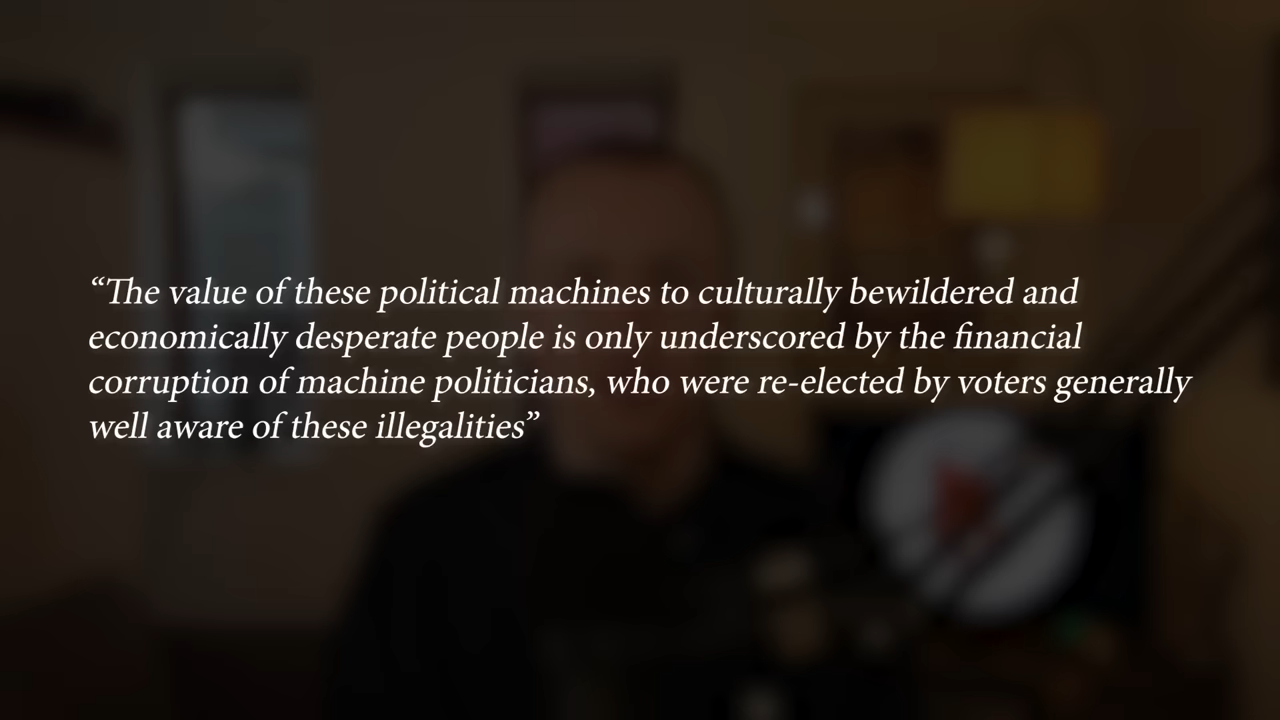 “The value of these political machines to culturally bewildered and
economically desperate people is only underscored by the financial
corruption of machine politicians, who were re-elected by voters generally
well aware of these illegalities”